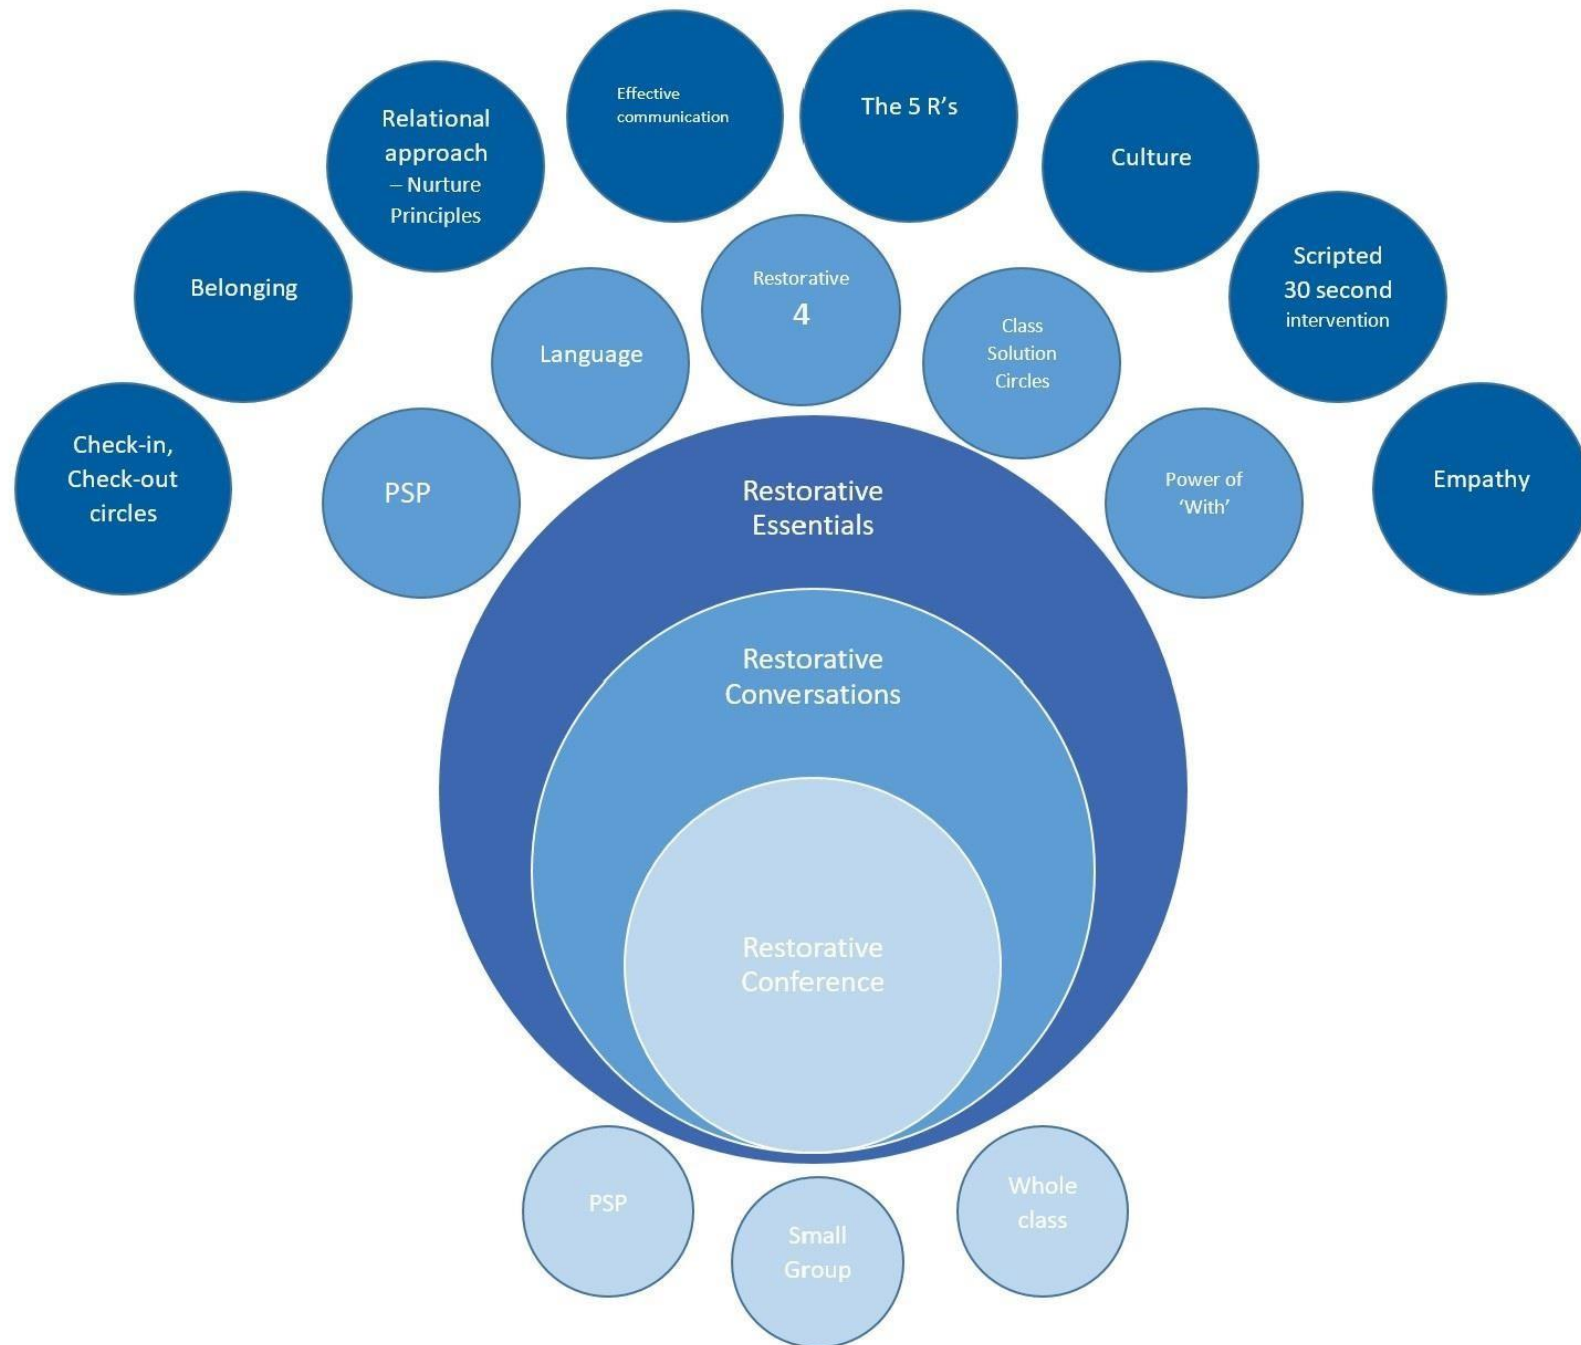 Effective
communication
The 5 R's
Relational
approach
– Nurture
Principles
Culture
Belonging
Scripted
30 second
intervention
Check-in,
Check-out
circles
Empathy
Restorative
4
Language
Class
Solution
Circles
PSP
Power of
‘With’
Restorative
Essentials
Restorative
Conversations
Restorative
Conference
PSP
Small
Group
Whole
class